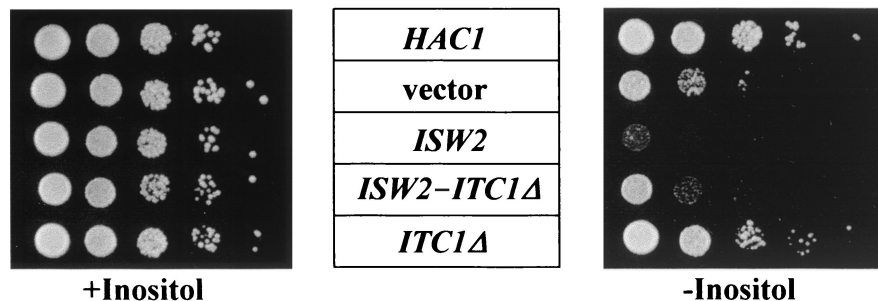 HAC1
vector
ISW2
ISW2−ITC1Δ
ITC1Δ
+Inositol
-Inositol